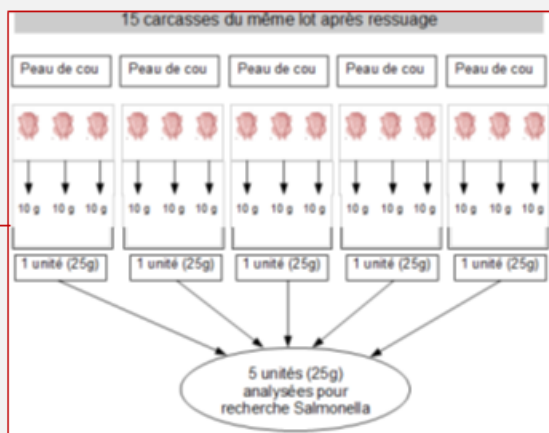 15 carcasses du même lot après ressuage
Peau de cou Peau de cou Peau de cou Peau de cou Peau de cou
10 g 10 g 10 g 10 g 10 g 10 g 10 g 10 g 10 g 10 g 10 g 10 g 10 g 10 g 10 g
1 unité (25g) 1 unité (25g) 1 unité (25g) 1 unité (25g) 1 unité (25g)
5 unités (25g)
analysées pour
recherche Salmonella